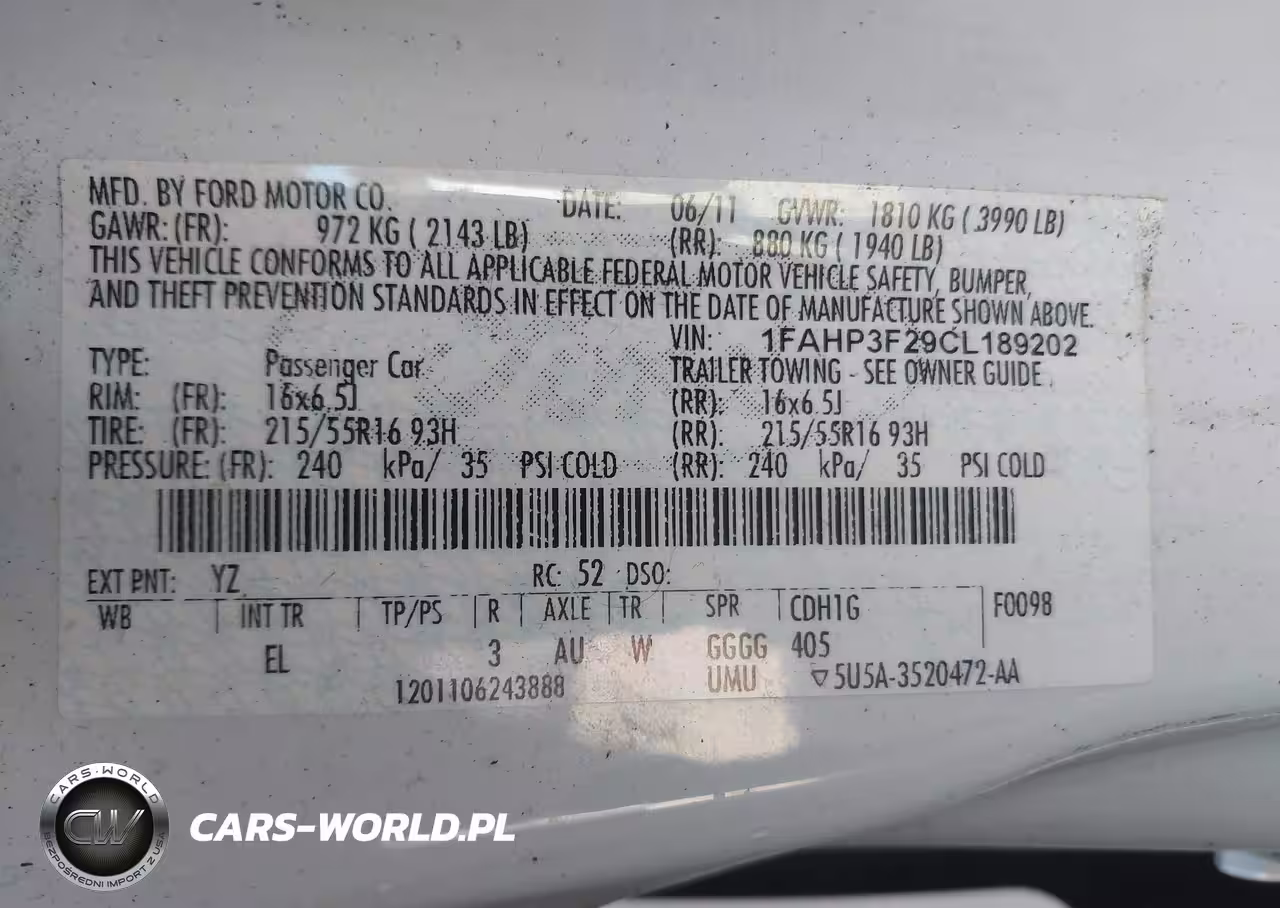 MFD. BY FORD MOTOR CO. DATE: 06/11 GVWR: 1810 KG ( 3990 LB)
GAWR: (FR): 972 KG ( 2143 LB) (RR): 880 KG ( 1940 LB)
THIS VEHICLE CONFORMS TO ALL APPLICABLE FEDERAL MOTOR VEHICLE SAFETY, BUMPER,
AND THEFT PREVENTION STANDARDS IN EFFECT ON THE DATE OF MANUFACTURE SHOWN ABOVE.
VIN: 1FAHP3F29CL189202
TYPE: Passenger Car TRAILER TOWING - SEE OWNER GUIDE
RIM: (FR): 16x6.5J (RR): 16x6.5J
TIRE: (FR): 215/55R16 93H (RR): 215/55R16 93H
PRESSURE: (FR): 240 kPa/ 35 PSI COLD (RR): 240 kPa/ 35 PSI COLD
EXT PNT: YZ RC: 52 DSO:
WB INT TR TP/PS R AXLE TR SPR CDH1G F0098
EL 3 AU W GGGG 405
1201106243888 UMU ▽5U5A-3520472-AA
CARS-WORLD
CW
BEZPOŚREDNI IMPORT Z USA
CARS-WORLD.PL